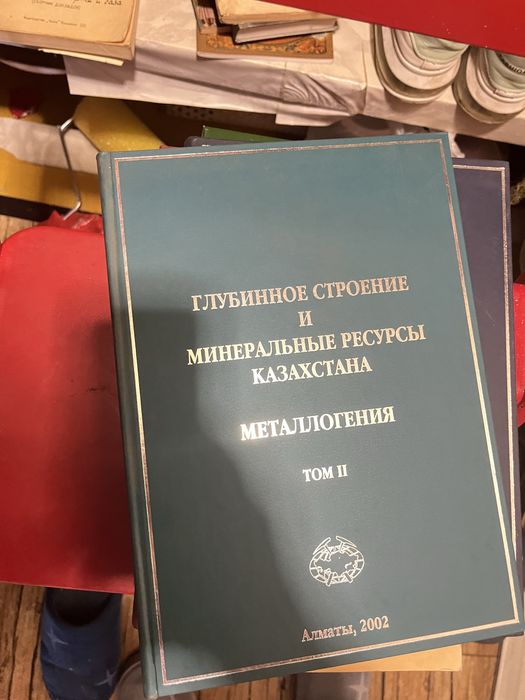 ГЛУБИННОЕ СТРОЕНИЕ
И
МИНЕРАЛЬНЫЕ РЕСУРСЫ
КАЗАХСТАНА
МЕТАЛЛОГЕНИЯ
ТОМ II
Алматы, 2002